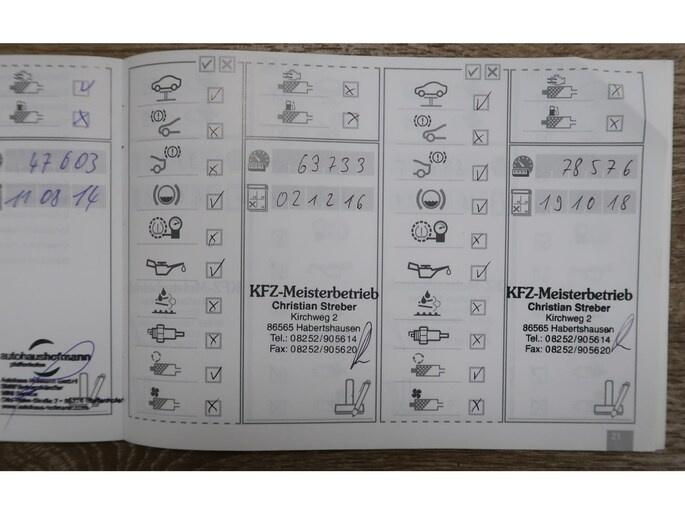 47603
11 08 14
autohaushofmann
63733
021216
KFZ-Meisterbetrieb
Christian Streber
Kirchweg 2
86565 Habertshausen
Tel.: 08252/905614
Fax: 08252/905620
78576
191018
KFZ-Meisterbetrieb
Christian Streber
Kirchweg 2
86565 Habertshausen
Tel.: 08252/905614
Fax: 08252/905620
21